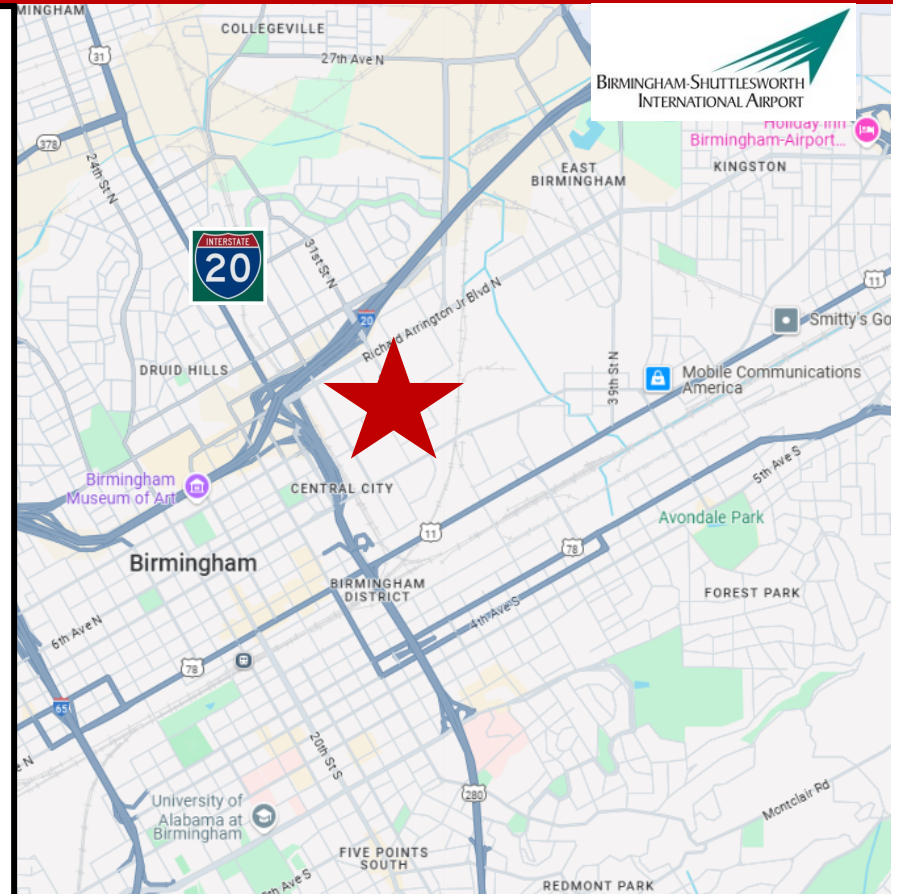 MINGHAM
COLLEGEVILLE
27th Ave N
31
BIRMINGHAM-SHUTTLESWORTH
INTERNATIONAL AIRPORT
Holiday Inn
Birmingham-Airport...
378
24th St N
EAST
BIRMINGHAM
KINGSTON
INTERSTATE
20
31st St N
11
20
Richard Arrington Jr Blvd N
Smitty's Go
DRUID HILLS
39th St N
Mobile Communications
America
Birmingham
Museum of Art
CENTRAL CITY
5th Ave S
Avondale Park
11
78
Birmingham
BIRMINGHAM
DISTRICT
FOREST PARK
4th Ave S
6th Ave N
78
65
e N
20th St S
280
Montclair Rd
University of
Alabama at
Birmingham
FIVE POINTS
SOUTH
th Ave S
REDMONT PARK